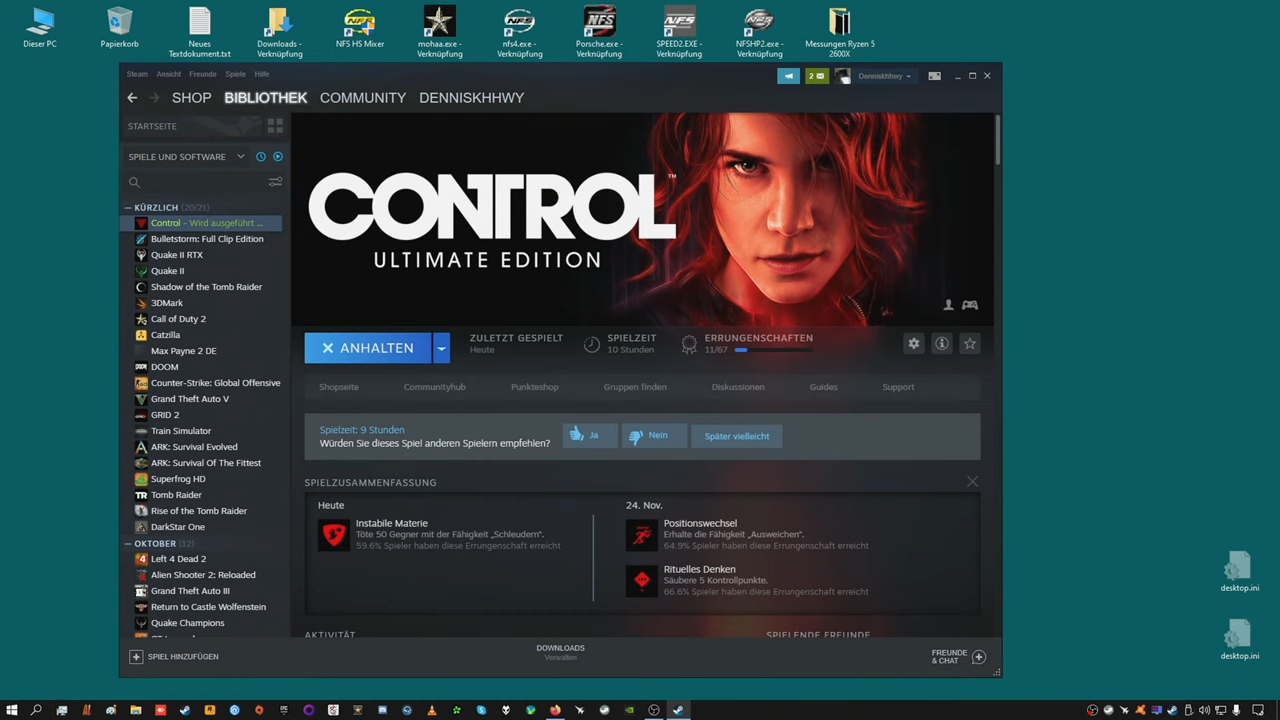 Dieser PC
Papierkorb
Neues Textdokument.txt
Downloads - Verknüpfung
NFS HS Mixer
mohaa.exe - Verknüpfung
nfs4.exe - Verknüpfung
Porsche.exe - Verknüpfung
SPEED2.EXE - Verknüpfung
NFSHP2.exe - Verknüpfung
Messungen Ryzen 5 2600X
Steam Ansicht Freunde Spiele Hilfe
2
Denniskhhwy
SHOP BIBLIOTHEK COMMUNITY DENNISKHHWY
STARTSEITE
SPIELE UND SOFTWARE
KÜRZLICH (20/21)
Control - Wird ausgeführt ...
Bulletstorm: Full Clip Edition
Quake II RTX
Quake II
Shadow of the Tomb Raider
3DMark
Call of Duty 2
Catzilla
Max Payne 2 DE
DOOM
Counter-Strike: Global Offensive
Grand Theft Auto V
GRID 2
Train Simulator
ARK: Survival Evolved
ARK: Survival Of The Fittest
Superfrog HD
Tomb Raider
Rise of the Tomb Raider
DarkStar One
OKTOBER (12)
Left 4 Dead 2
Alien Shooter 2: Reloaded
Grand Theft Auto III
Return to Castle Wolfenstein
Quake Champions
SPIEL HINZUFÜGEN
CONTROL™
ULTIMATE EDITION
ANHALTEN
ZULETZT GESPIELT
Heute
SPIELZEIT
10 Stunden
ERRUNGENSCHAFTEN
11/67
Shopseite Communityhub Punkteshop Gruppen finden Diskussionen Guides Support
Spielzeit: 9 Stunden
Würden Sie dieses Spiel anderen Spielern empfehlen?
Ja
Nein
Später vielleicht
SPIELZUSAMMENFASSUNG
Heute
Instabile Materie
Töte 50 Gegner mit der Fähigkeit „Schleudern“.
59.6% Spieler haben diese Errungenschaft erreicht
24. Nov.
Positionswechsel
Erhalte die Fähigkeit „Ausweichen“.
64.9% Spieler haben diese Errungenschaft erreicht
Rituelles Denken
Säubere 5 Kontrollpunkte.
66.6% Spieler haben diese Errungenschaft erreicht
AKTIVITÄT
SPIELENDE FREUNDE
DOWNLOADS
Verwalten
FREUNDE
& CHAT
desktop.ini
desktop.ini